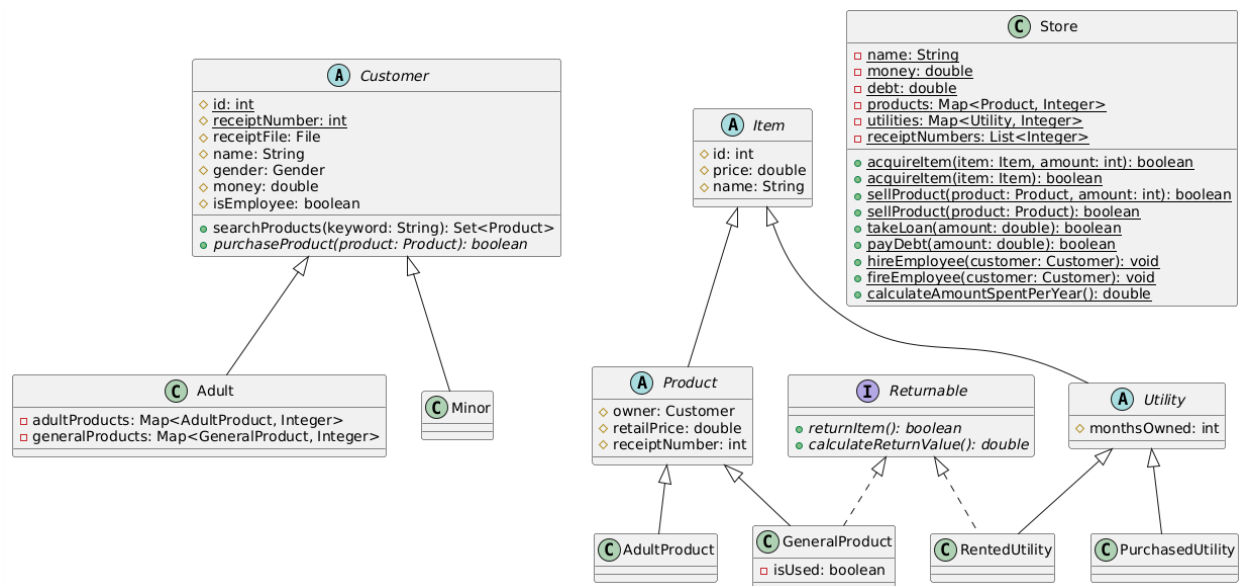 C Store
name: String
money: double
debt: double
products: Map<Product, Integer>
utilities: Map<Utility, Integer>
receiptNumbers: List<Integer>
acquireItem(item: Item, amount: int): boolean
acquireItem(item: Item): boolean
sellProduct(product: Product, amount: int): boolean
sellProduct(product: Product): boolean
takeLoan(amount: double): boolean
payDebt(amount: double): boolean
hireEmployee(customer: Customer): void
fireEmployee(customer: Customer): void
calculateAmountSpentPerYear(): double
A Customer
id: int
receiptNumber: int
receiptFile: File
name: String
gender: Gender
money: double
isEmployee: boolean
searchProducts(keyword: String): Set<Product>
purchaseProduct(product: Product): boolean
A Item
id: int
price: double
name: String
C Adult
adultProducts: Map<AdultProduct, Integer>
generalProducts: Map<GeneralProduct, Integer>
C Minor
A Product
owner: Customer
retailPrice: double
receiptNumber: int
I Returnable
returnItem(): boolean
calculateReturnValue(): double
A Utility
monthsOwned: int
C AdultProduct
C GeneralProduct
isUsed: boolean
C RentedUtility
C PurchasedUtility